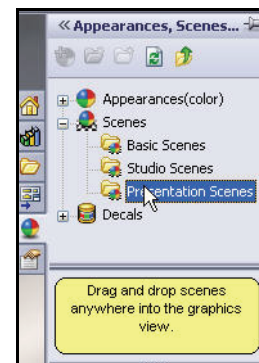 Appearances, Scenes...
Appearances(color)
Scenes
Basic Scenes
Studio Scenes
Presentation Scenes
Decals
Drag and drop scenes
anywhere into the graphics
view.